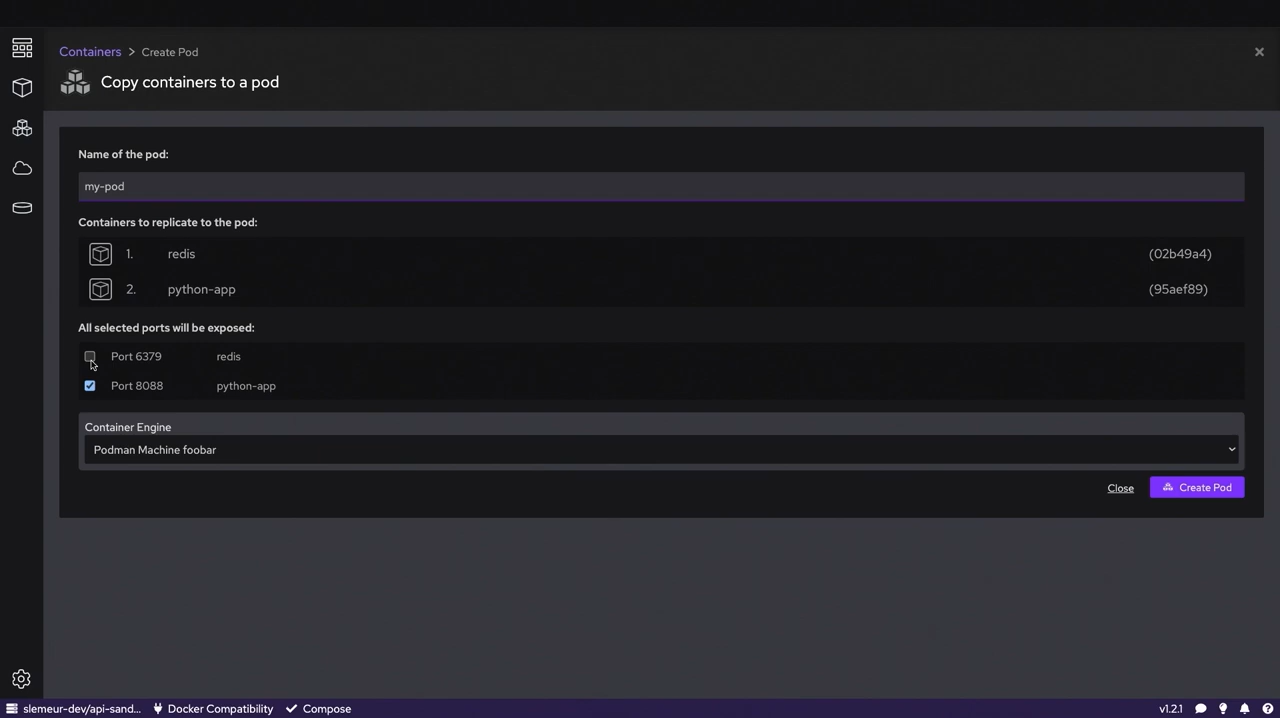 Containers > Create Pod
Copy containers to a pod
Name of the pod:
my-pod
Containers to replicate to the pod:
1. redis (02b49a4)
2. python-app (95aef89)
All selected ports will be exposed:
Port 6379 redis
Port 8088 python-app
Container Engine
Podman Machine foobar
Close Create Pod
slemeur-dev/api-sand... Docker Compatibility Compose v1.2.1